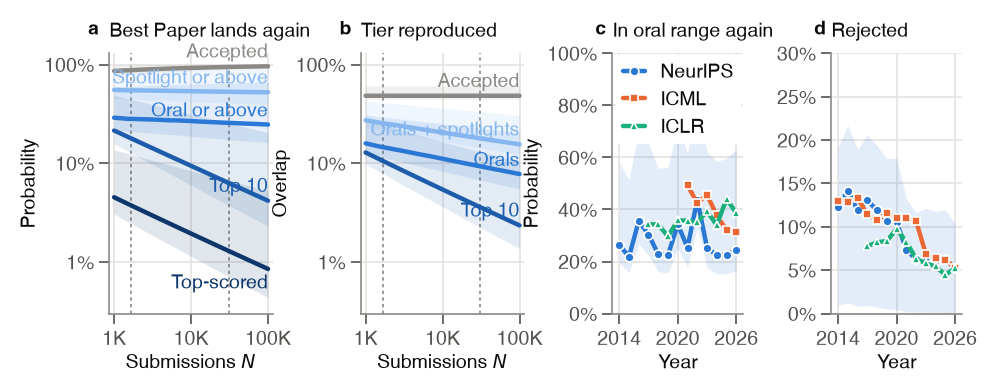 a Best Paper lands again
Probability
100%
10%
1%
Accepted
Spotlight or above
Oral or above
Top 10
Top-scored
1K
10K
100K
Submissions N
b Tier reproduced
Overlap
100%
10%
1%
Accepted
Orals + spotlights
Orals
Top 10
1K
10K
100K
Submissions N
c In oral range again
Probability
100%
80%
60%
40%
20%
0%
NeurIPS
ICML
ICLR
2014
2020
2026
Year
d Rejected
30%
25%
20%
15%
10%
5%
0%
2014
2020
2026
Year